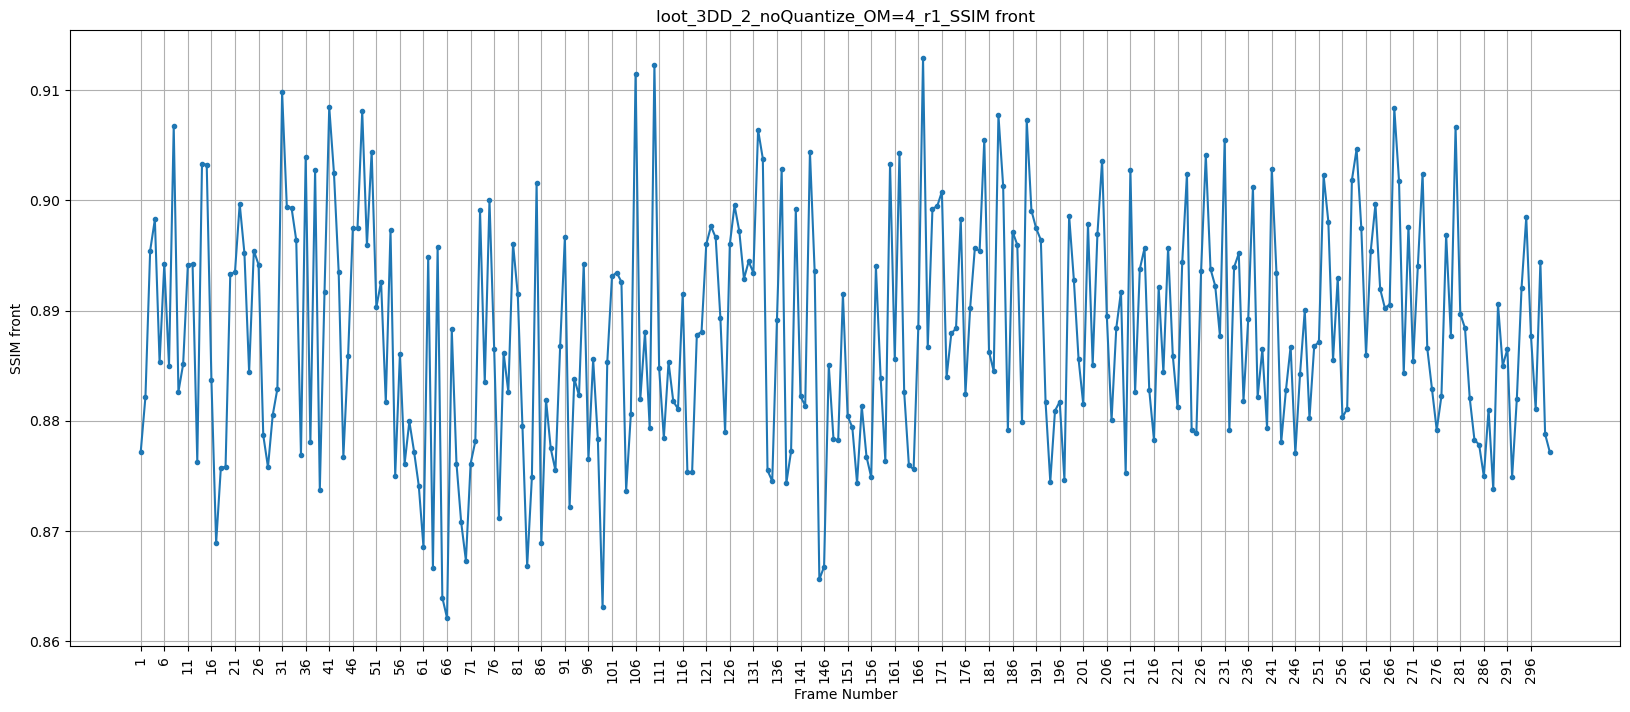 loot_3DD_2_noQuantize_OM=4_r1_SSIM front
0.91
0.90
0.89
0.88
0.87
0.86
SSIM front
1 6 11 16 21 26 31 36 41 46 51 56 61 66 71 76 81 86 91 96 101 106 111 116 121 126 131 136 141 146 151 156 161 166 171 176 181 186 191 196 201 206 211 216 221 226 231 236 241 246 251 256 261 266 271 276 281 286 291 296
Frame Number